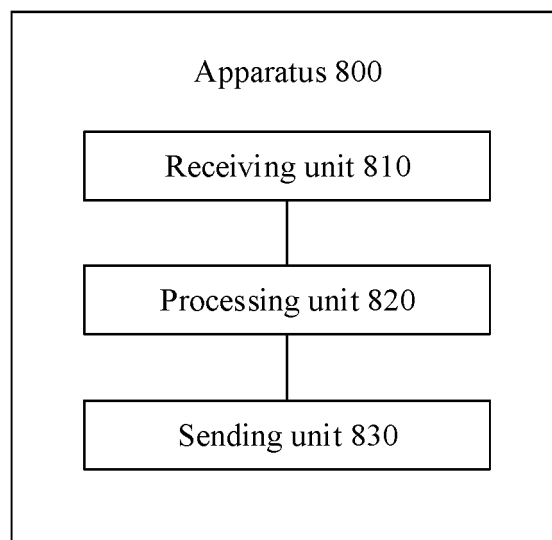 Apparatus 800
Receiving unit 810
Processing unit 820
Sending unit 830